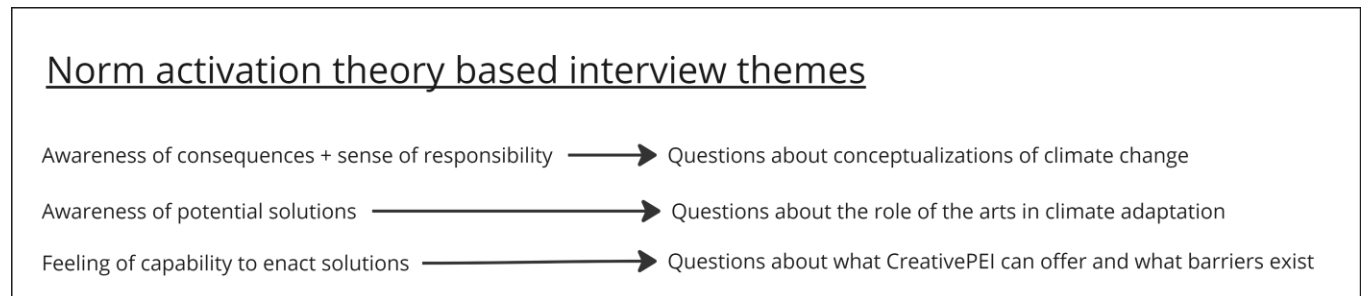 Norm activation theory based interview themes
Awareness of consequences + sense of responsibility Questions about conceptualizations of climate change
Awareness of potential solutions Questions about the role of the arts in climate adaptation
Feeling of capability to enact solutions Questions about what CreativePEI can offer and what barriers exist